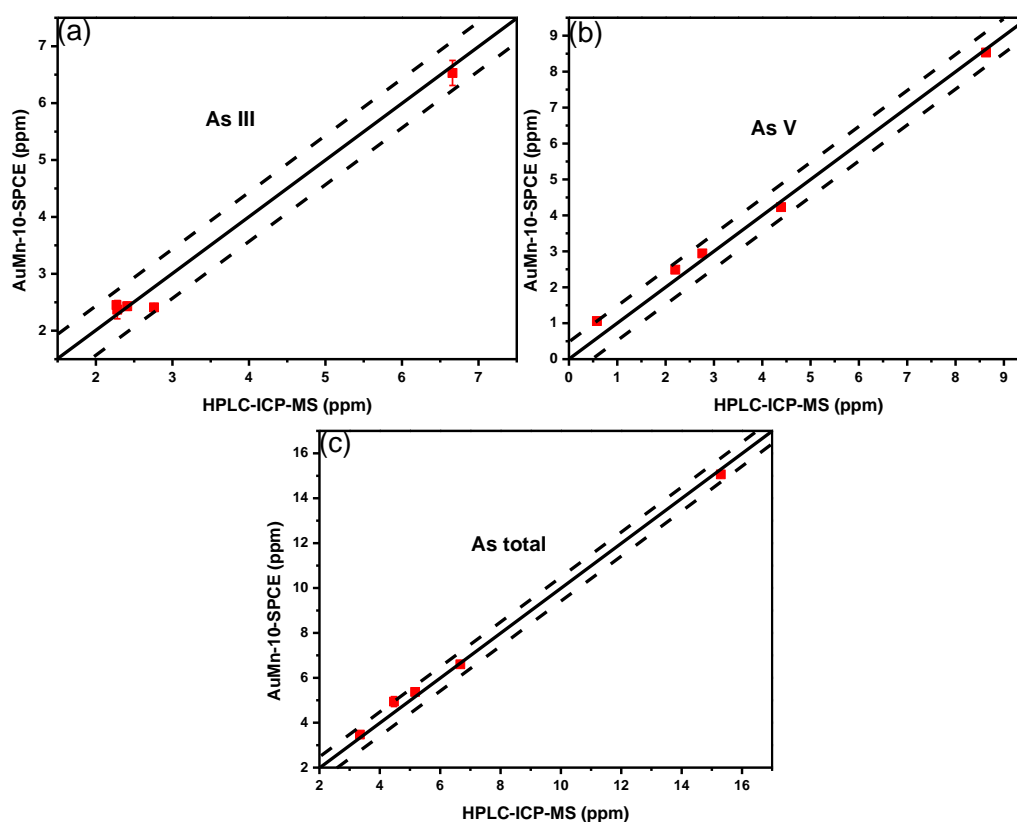 (a)
As III
7
6
5
4
3
2
AuMn-10-SPCE (ppm)
2 3 4 5 6 7
HPLC-ICP-MS (ppm)
(b)
As V
9
8
7
6
5
4
3
2
1
0
AuMn-10-SPCE (ppm)
0 1 2 3 4 5 6 7 8 9
HPLC-ICP-MS (ppm)
(c)
As total
16
14
12
10
8
6
4
2
AuMn-10-SPCE (ppm)
2 4 6 8 10 12 14 16
HPLC-ICP-MS (ppm)